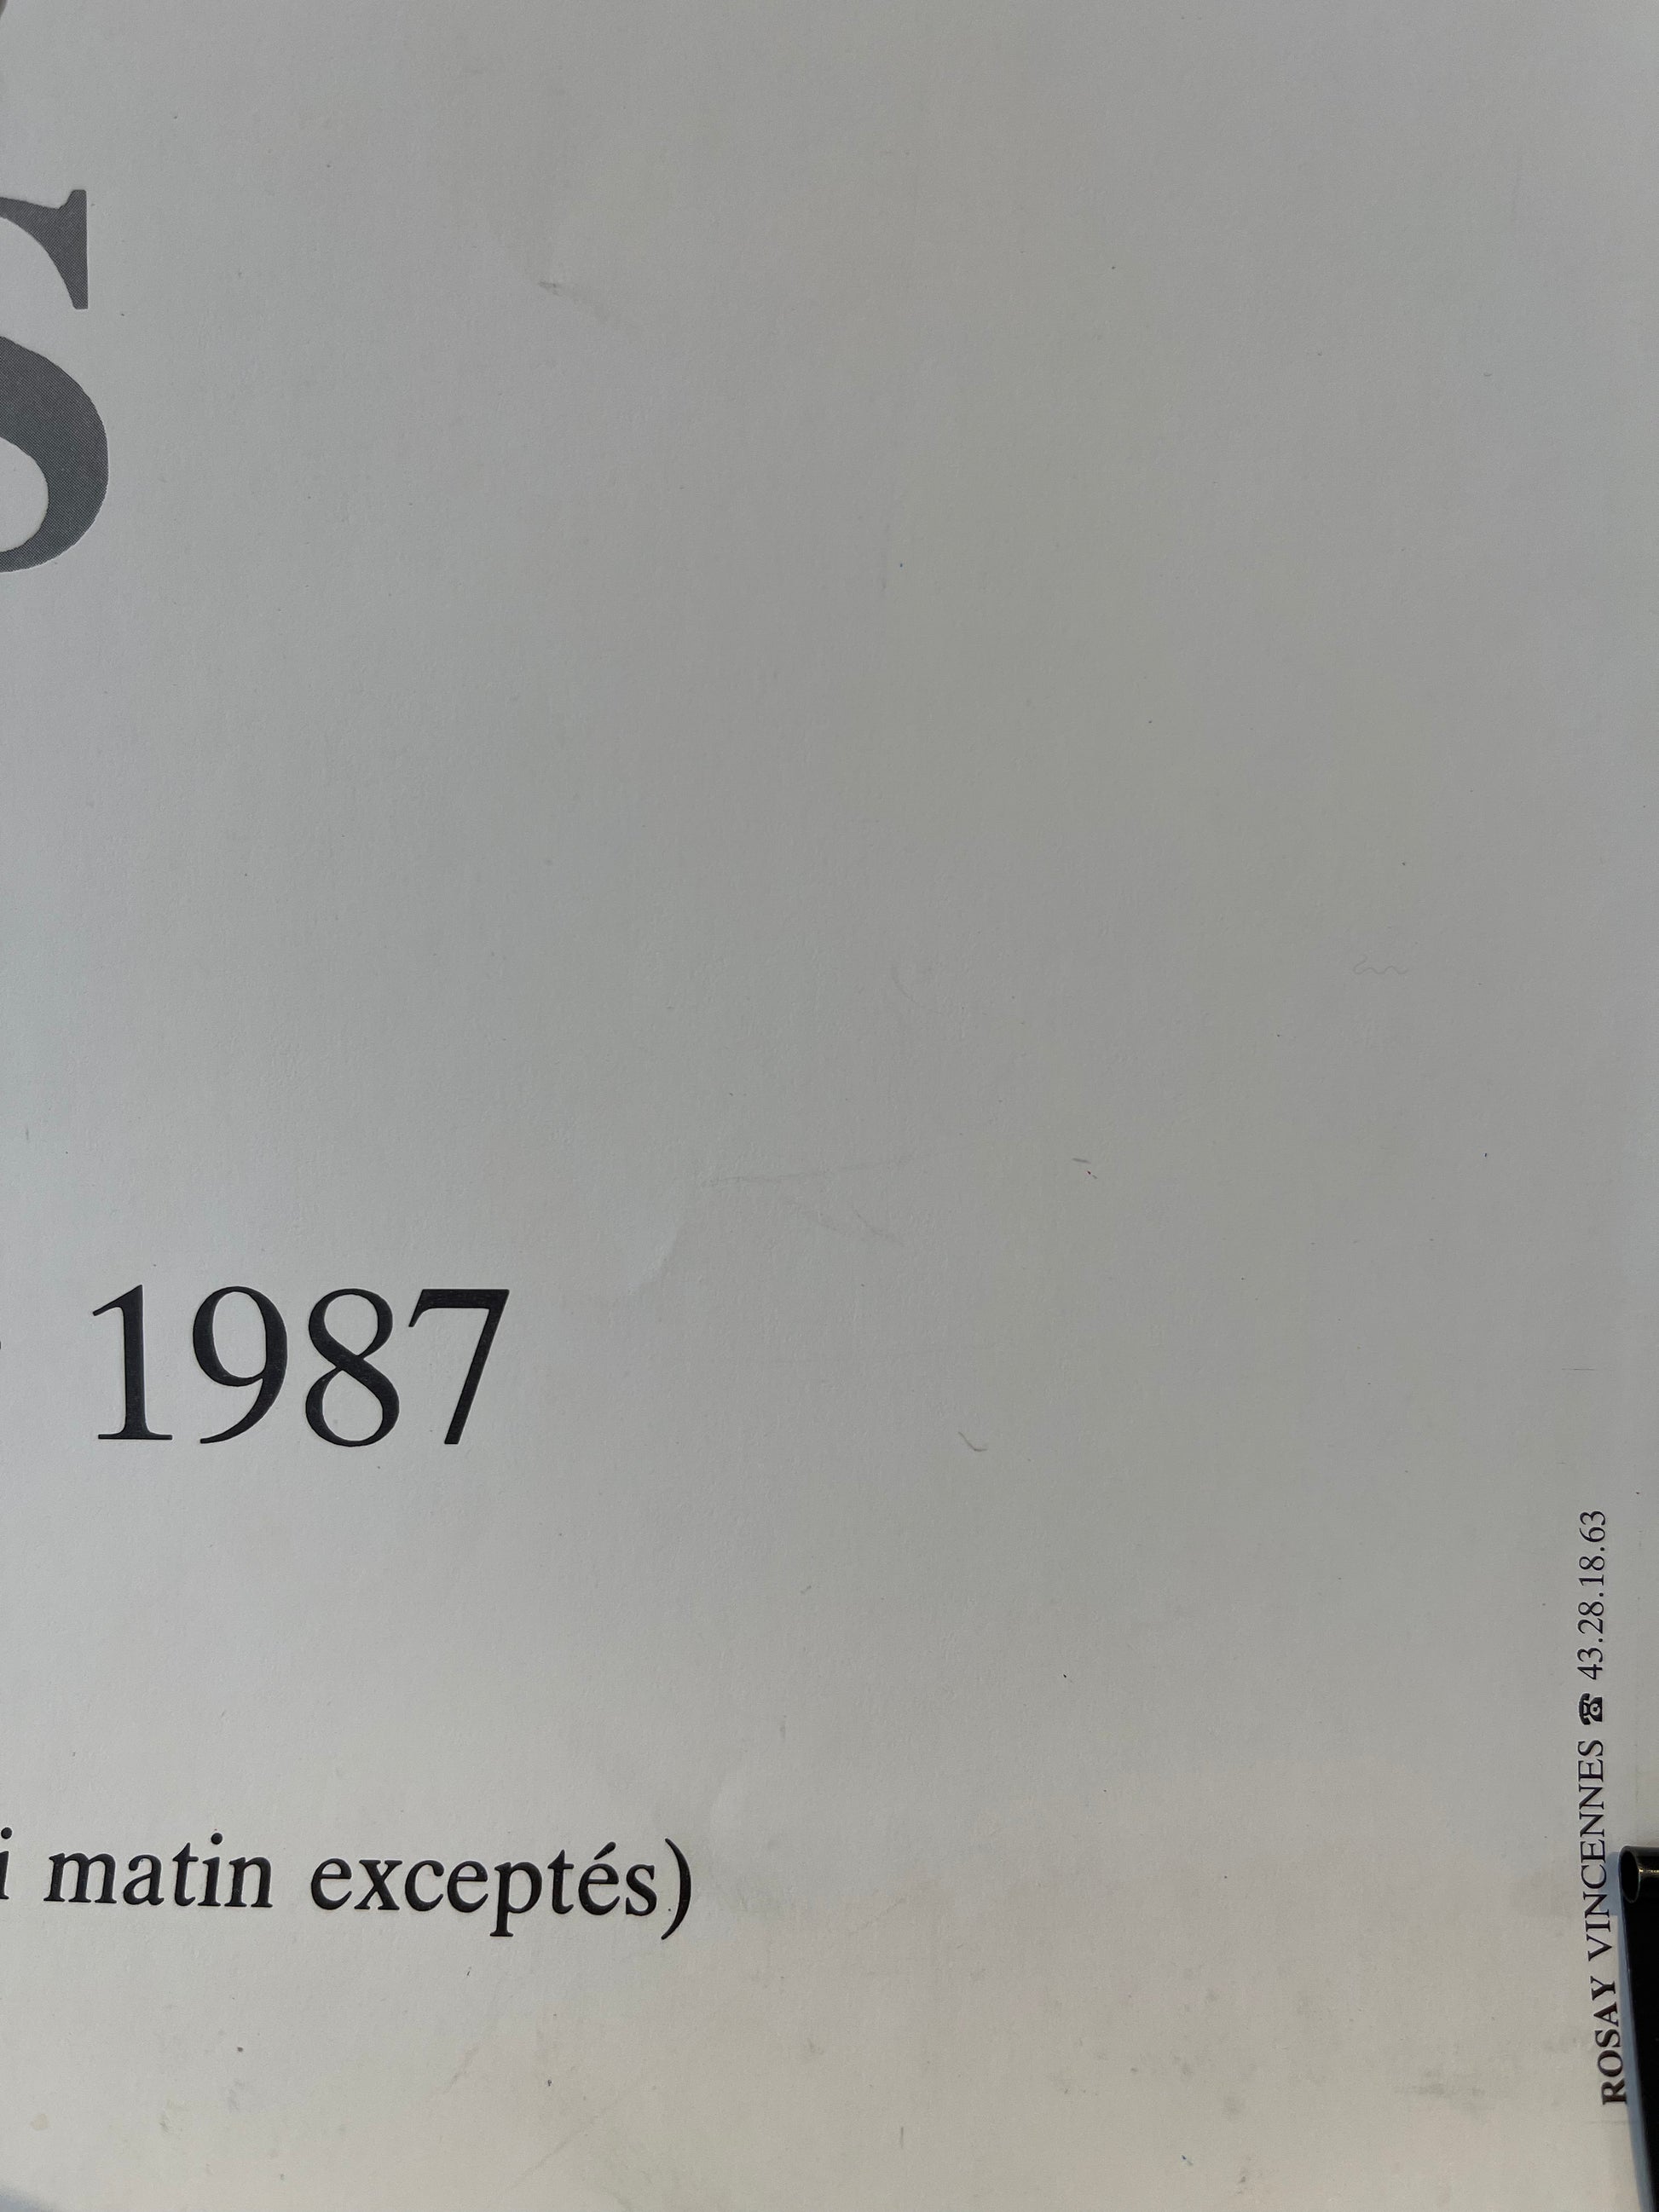 S
1987
i matin exceptés)
ROSAY VINCENNES ☎ 43.28.18.63